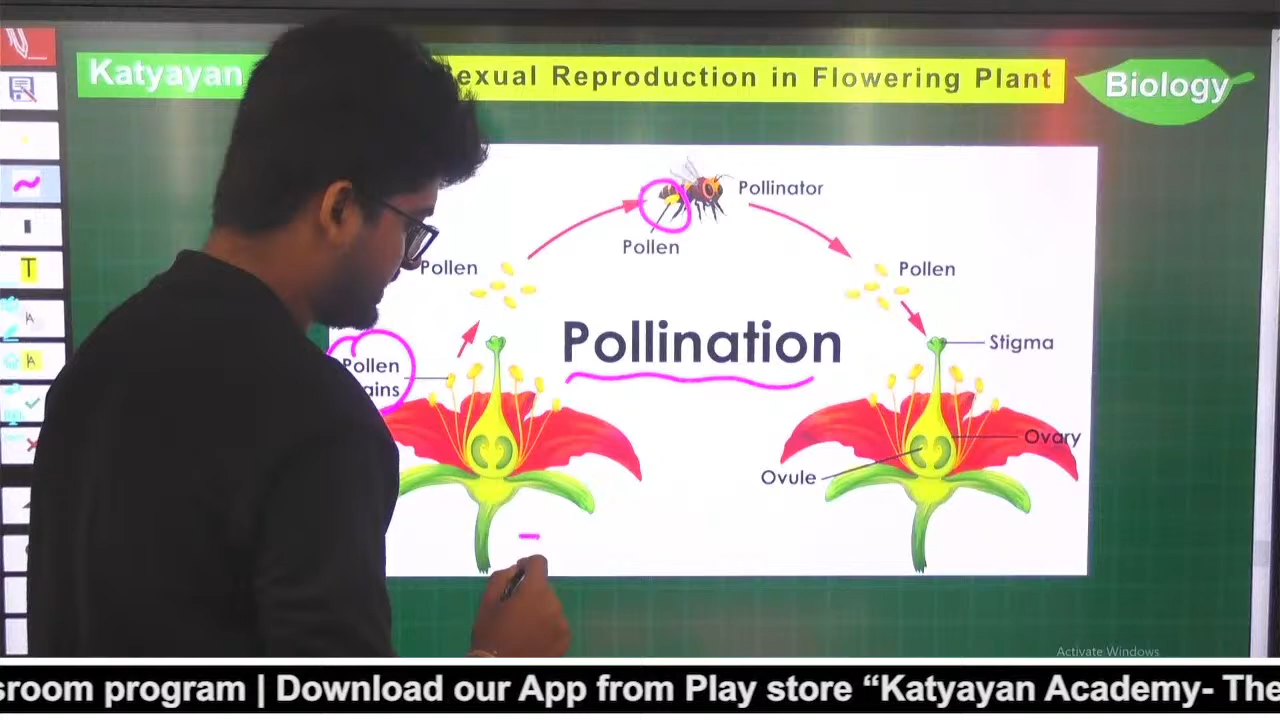 Katyayan
exual Reproduction in Flowering Plant
Biology
Pollinator
Pollen
Pollen
Pollen
Pollination
Stigma
Pollen
ains
Ovary
Ovule
T
A
A
Activate Windows
sroom program | Download our App from Play store “Katyayan Academy- The